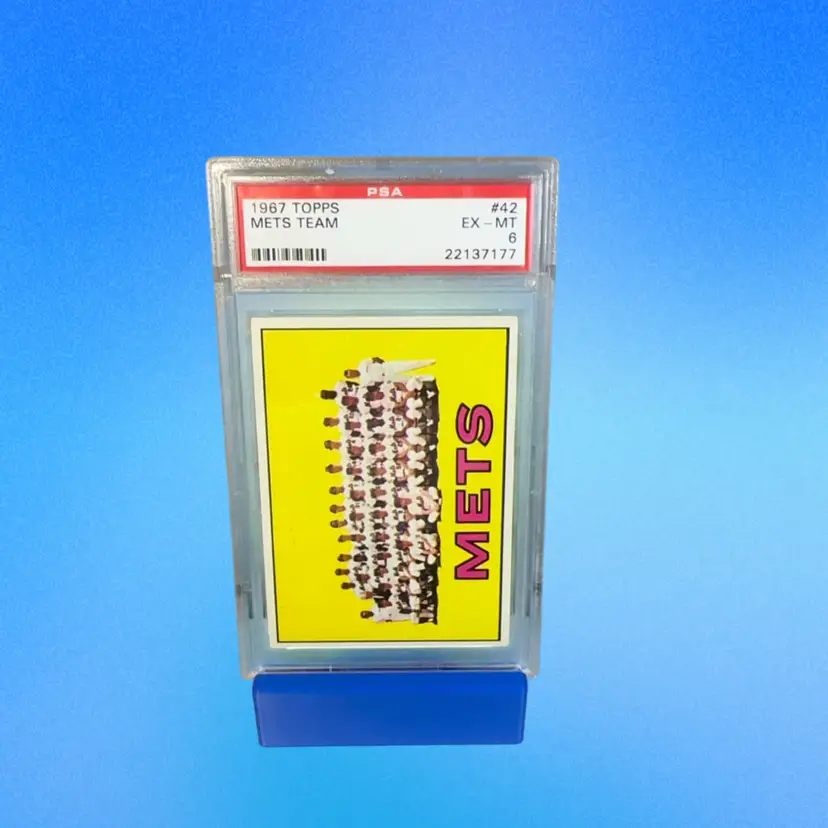 PSA
1967 TOPPS #42
METS TEAM EX - MT
6
22137177
METS